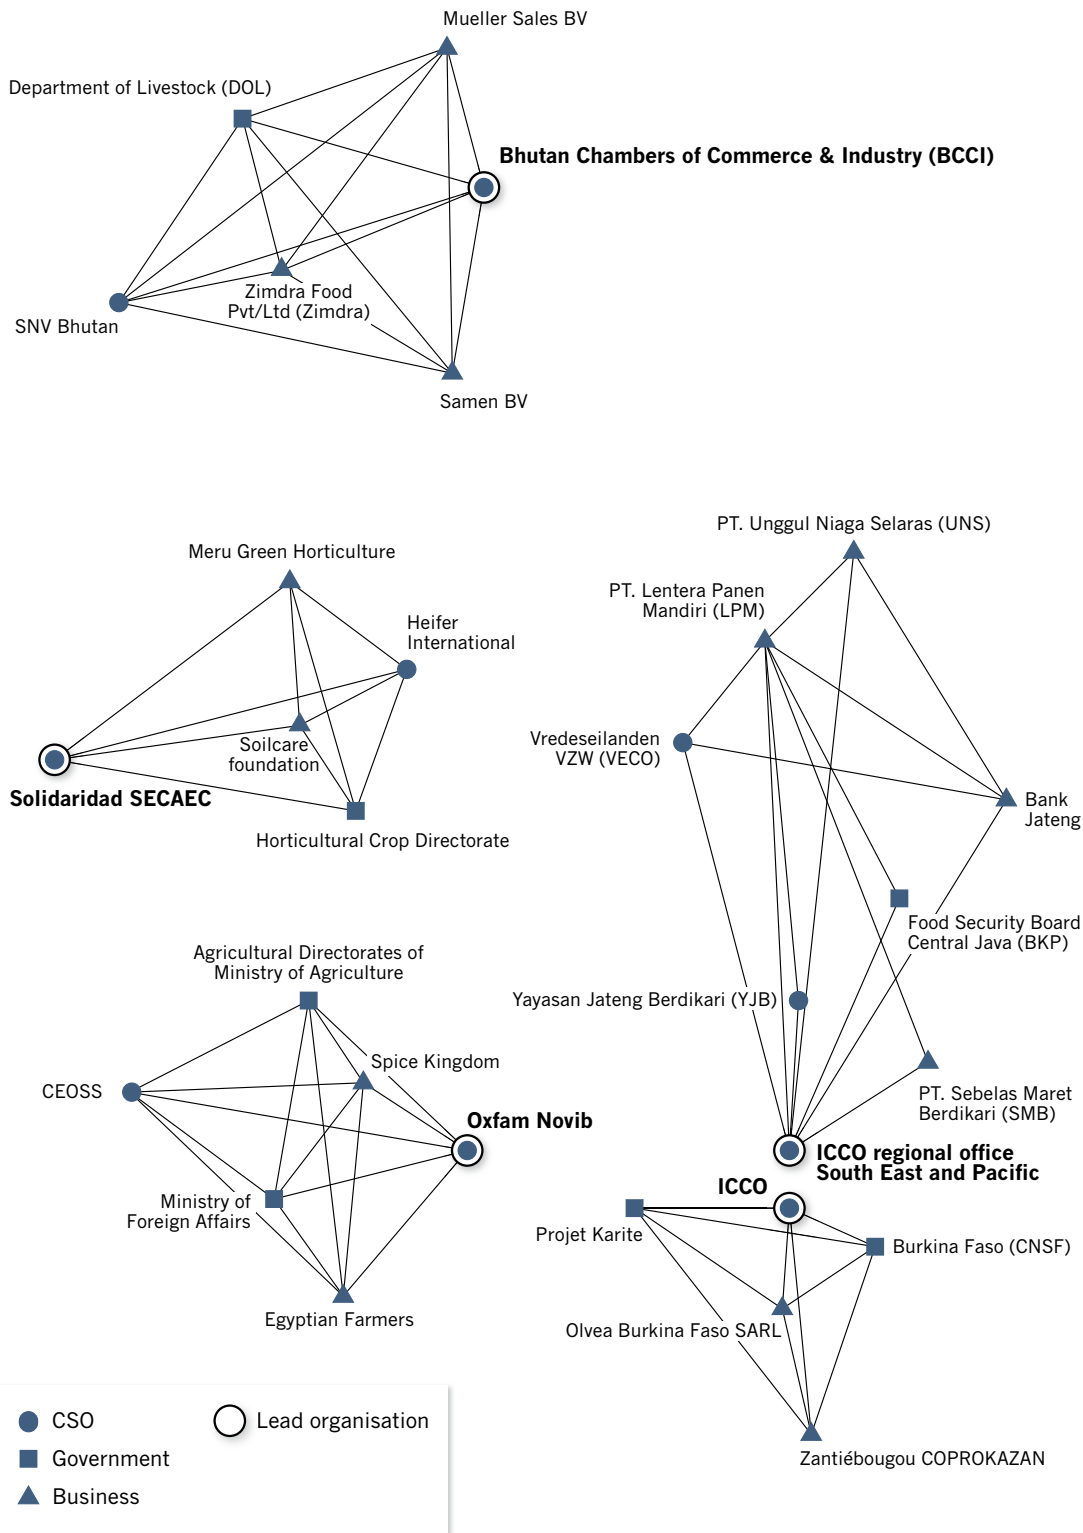 Mueller Sales BV
Department of Livestock (DOL)
Bhutan Chambers of Commerce & Industry (BCCI)
Zimdra Food
Pvt/Ltd (Zimdra)
SNV Bhutan
Samen BV
PT. Unggul Niaga Selaras (UNS)
Meru Green Horticulture
PT. Lentera Panen
Mandiri (LPM)
Heifer
International
Vredeseilanden
VZW (VECO)
Soilcare
foundation
Solidaridad SECAEC
Bank
Jateng
Horticultural Crop Directorate
Food Security Board
Central Java (BKP)
Agricultural Directorates of
Ministry of Agriculture
Yayasan Jateng Berdikari (YJB)
Spice Kingdom
CEOSS
PT. Sebelas Maret
Berdikari (SMB)
Oxfam Novib
ICCO regional office
South East and Pacific
ICCO
Ministry of
Foreign Affairs
Projet Karite
Burkina Faso (CNSF)
Egyptian Farmers
Olvea Burkina Faso SARL
CSO
Lead organisation
Government
Zantiébougou COPROKAZAN
Business